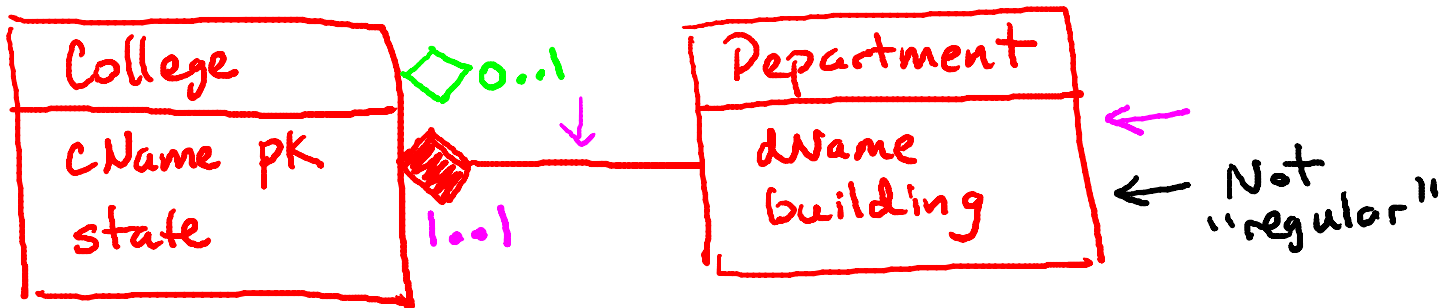 College
cName pk
state
0..1
1..1
Department
dName
building
Not
"regular"